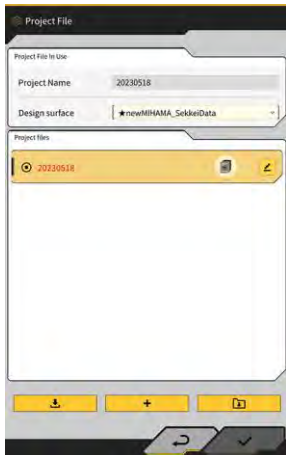 Project File
Project File In Use
Project Name 20230518
Design surface ★newMIHAMA_SekkeiData
Project files
20230518